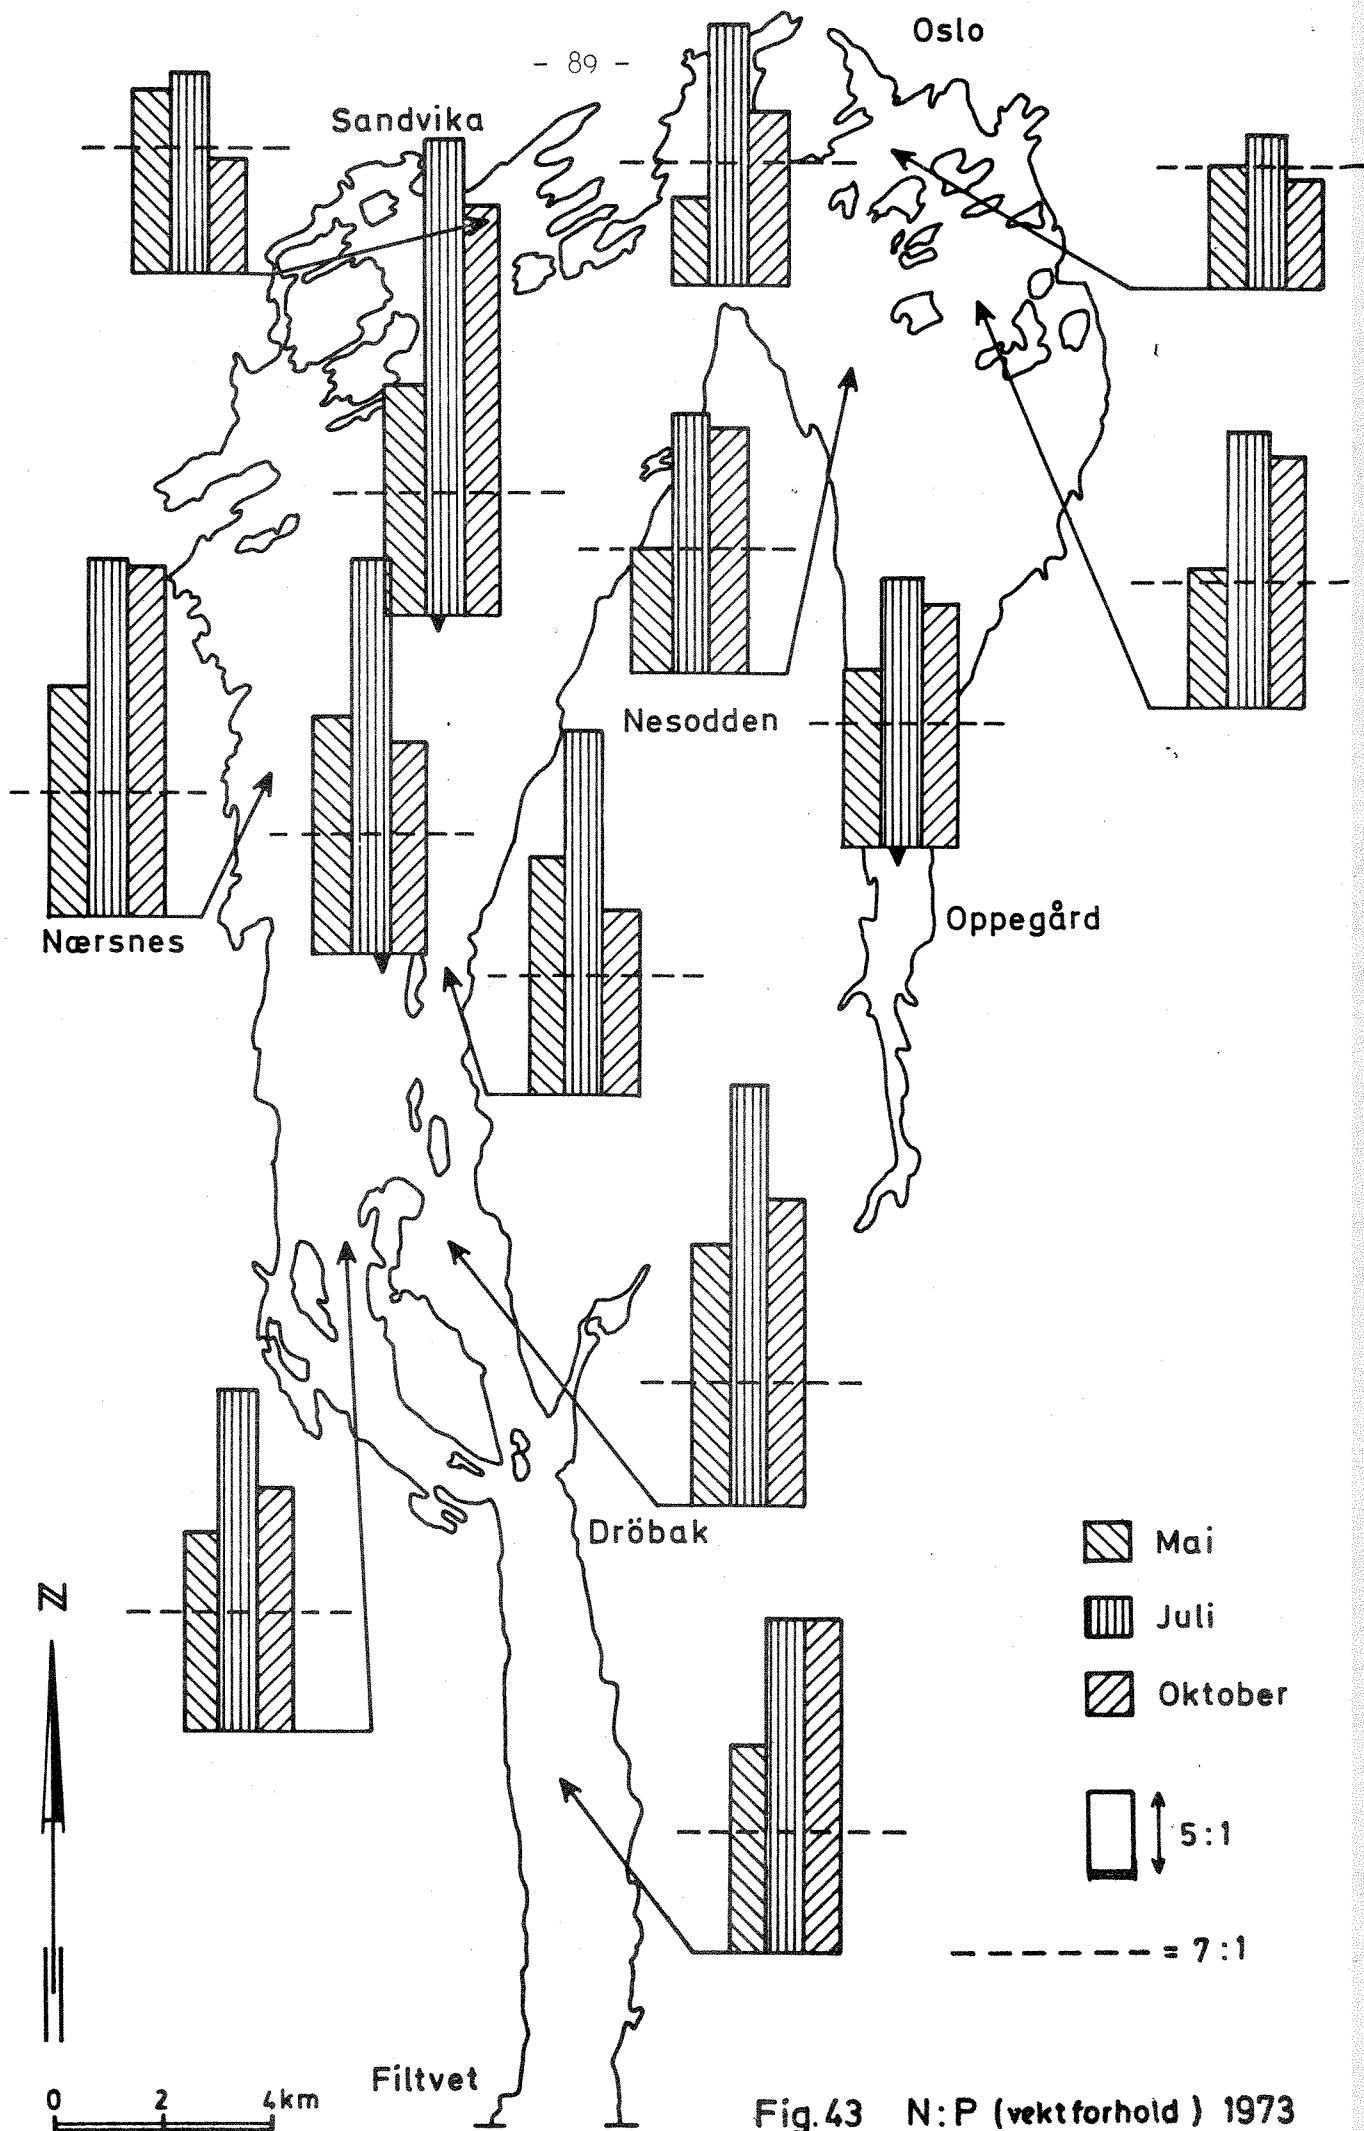 - 89 -
Oslo
Sandvika
Nesodden
Oppegård
Nærsnes
Dröbak
N
Mai
Juli
Oktober
5:1
= 7:1
Filtvet
0 2 4km
Fig. 43 N:P (vektforhold) 1973